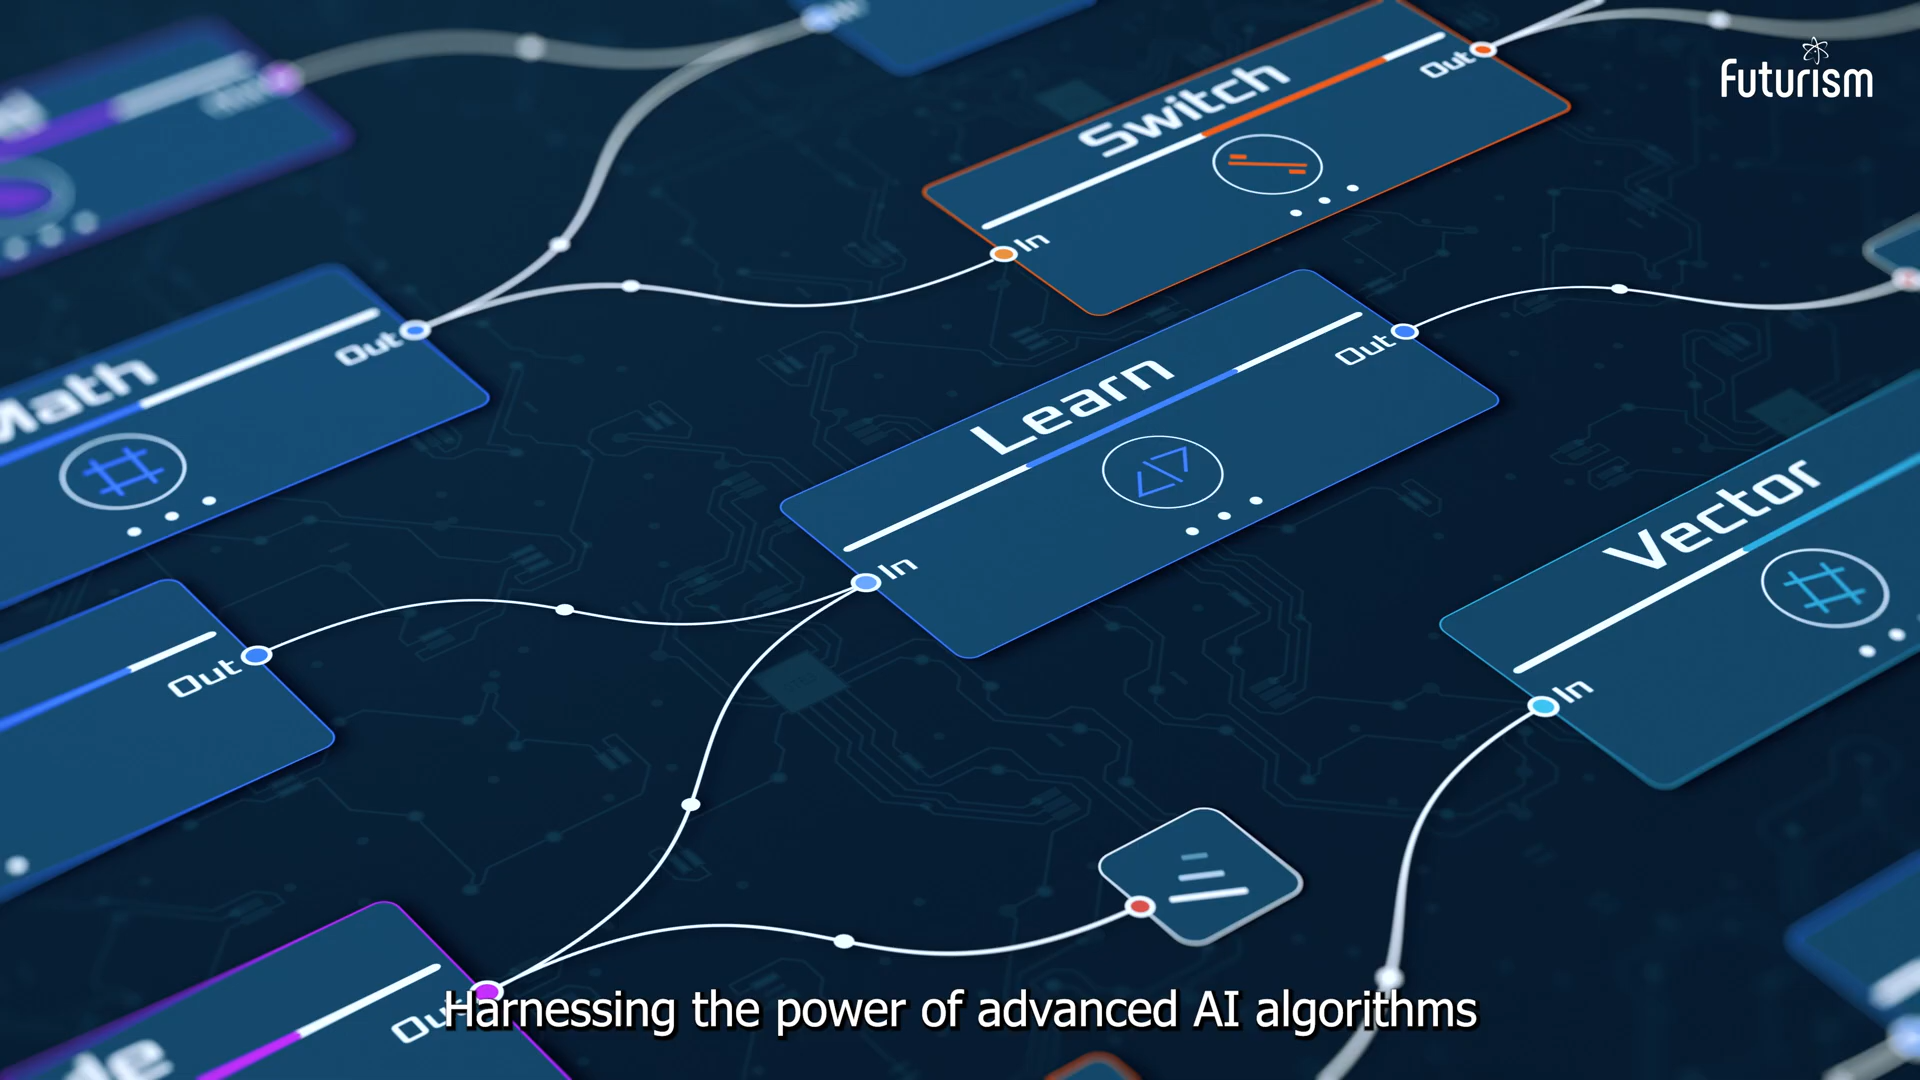 Futurism
Switch
Out
In
Math
Out
Learn
Out
In
Vector
In
Out
Out
Harnessing the power of advanced AI algorithms